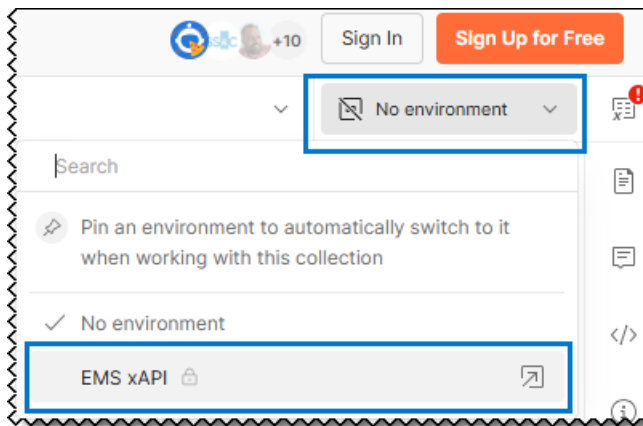 +10
Sign In
Sign Up for Free
No environment
Search
Pin an environment to automatically switch to it
when working with this collection
No environment
EMS xAPI